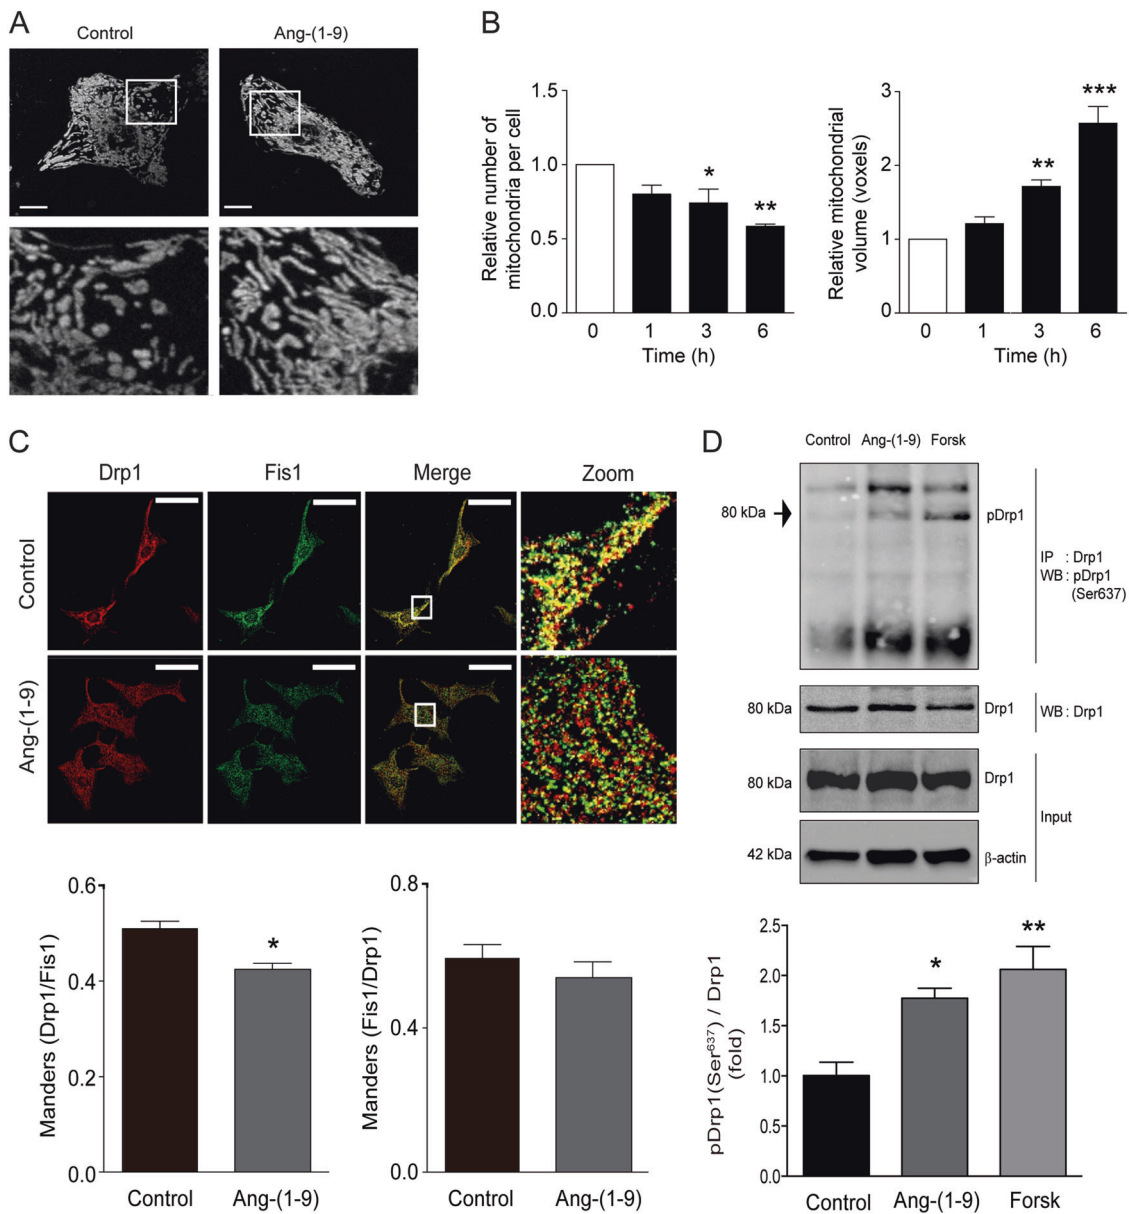 A
Control
Ang-(1-9)
B
Relative number of
mitochondria per cell
1.5
1.0
0.5
0.0
*
**
0
1
3
6
Time (h)
Relative mitochondrial
volume (voxels)
3
2
1
0
**
***
0
1
3
6
Time (h)
C
Drp1
Fis1
Merge
Zoom
Control
Ang-(1-9)
Manders (Drp1/Fis1)
0.6
0.4
0.2
0.0
*
Control
Ang-(1-9)
Manders (Fis1/Drp1)
0.8
0.4
0.0
Control
Ang-(1-9)
D
Control
Ang-(1-9)
Forsk
80 kDa
pDrp1
IP : Drp1
WB : pDrp1
(Ser637)
80 kDa
Drp1
WB : Drp1
80 kDa
Drp1
Input
42 kDa
β-actin
pDrp1(Ser637) / Drp1
(fold)
2.5
2.0
1.5
1.0
0.5
0.0
*
**
Control
Ang-(1-9)
Forsk